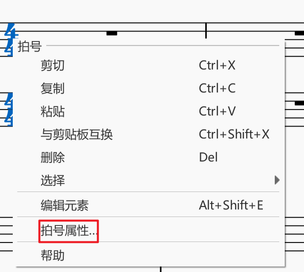 拍号
剪切 Ctrl+X
复制 Ctrl+C
粘贴 Ctrl+V
与剪贴板互换 Ctrl+Shift+X
删除 Del
选择
编辑元素 Alt+Shift+E
拍号属性...
帮助